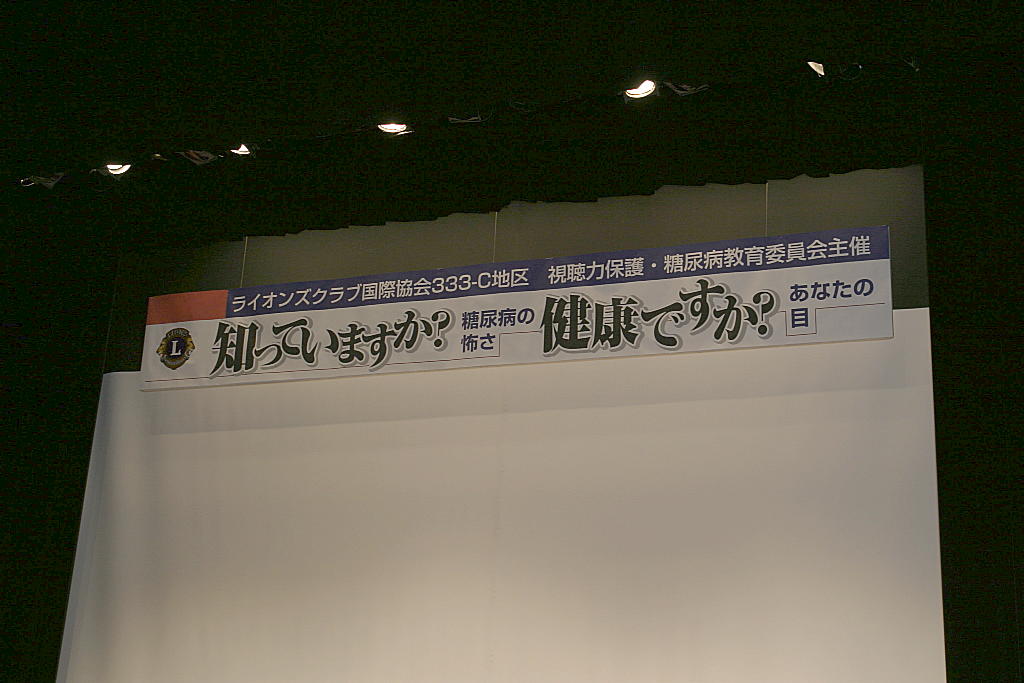 ライオンズクラブ国際協会333-C地区 視聴力保護・糖尿病教育委員会主催
知っていますか? 糖尿病の怖さ 健康ですか? あなたの目
L